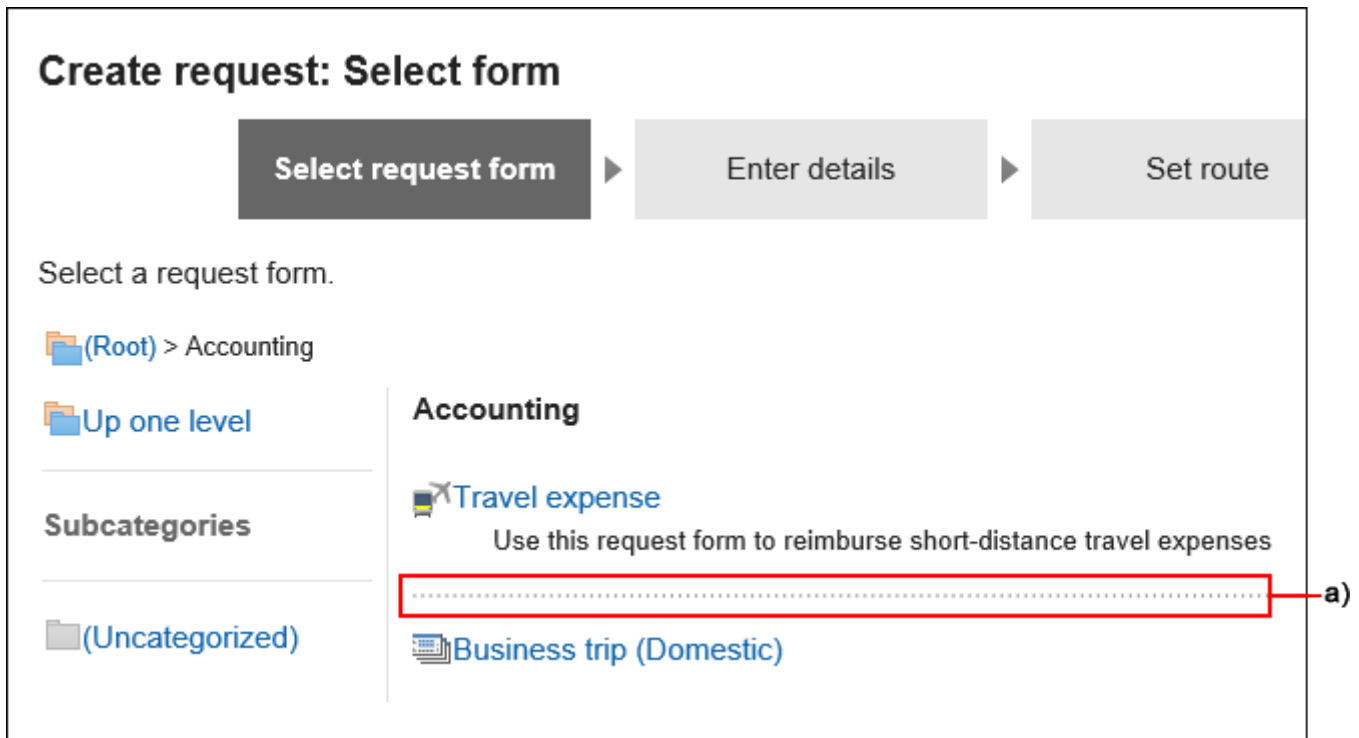 Create request: Select form
Select request form
Enter details
Set route
Select a request form.
(Root) > Accounting
Up one level
Subcategories
(Uncategorized)
Accounting
Travel expense
Use this request form to reimburse short-distance travel expenses
a)
Business trip (Domestic)